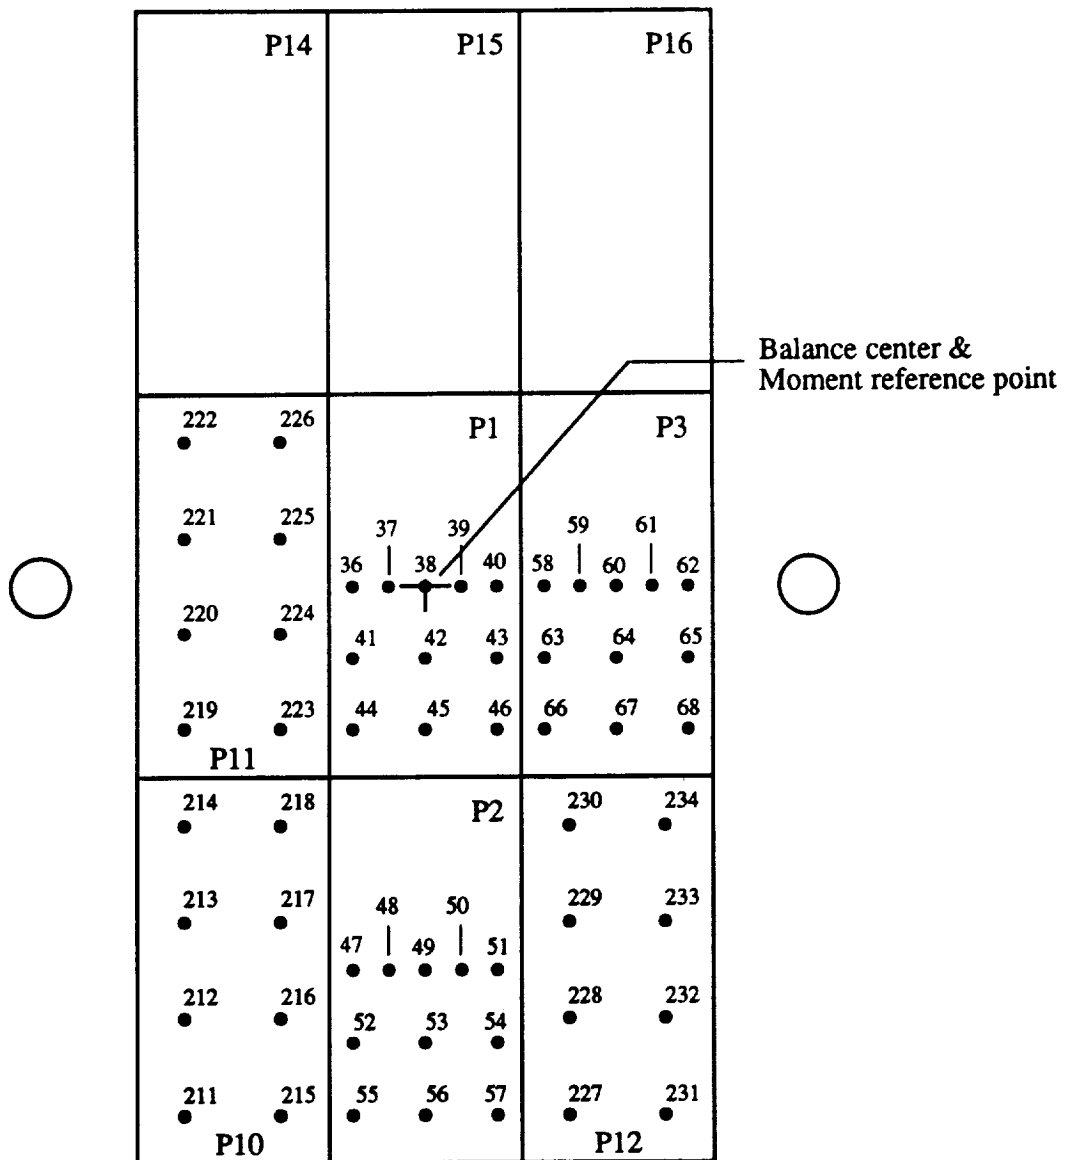 P14 P15 P16
Balance center &
Moment reference point
222 226 P1 P3
221 225 37 39 59 61
36 38 40 58 60 62
220 224 41 42 43 63 64 65
219 223 44 45 46 66 67 68
P11
214 218 P2 230 234
213 217 48 50 229 233
47 49 51
212 216 52 53 54 228 232
211 215 55 56 57 227 231
P10 P12